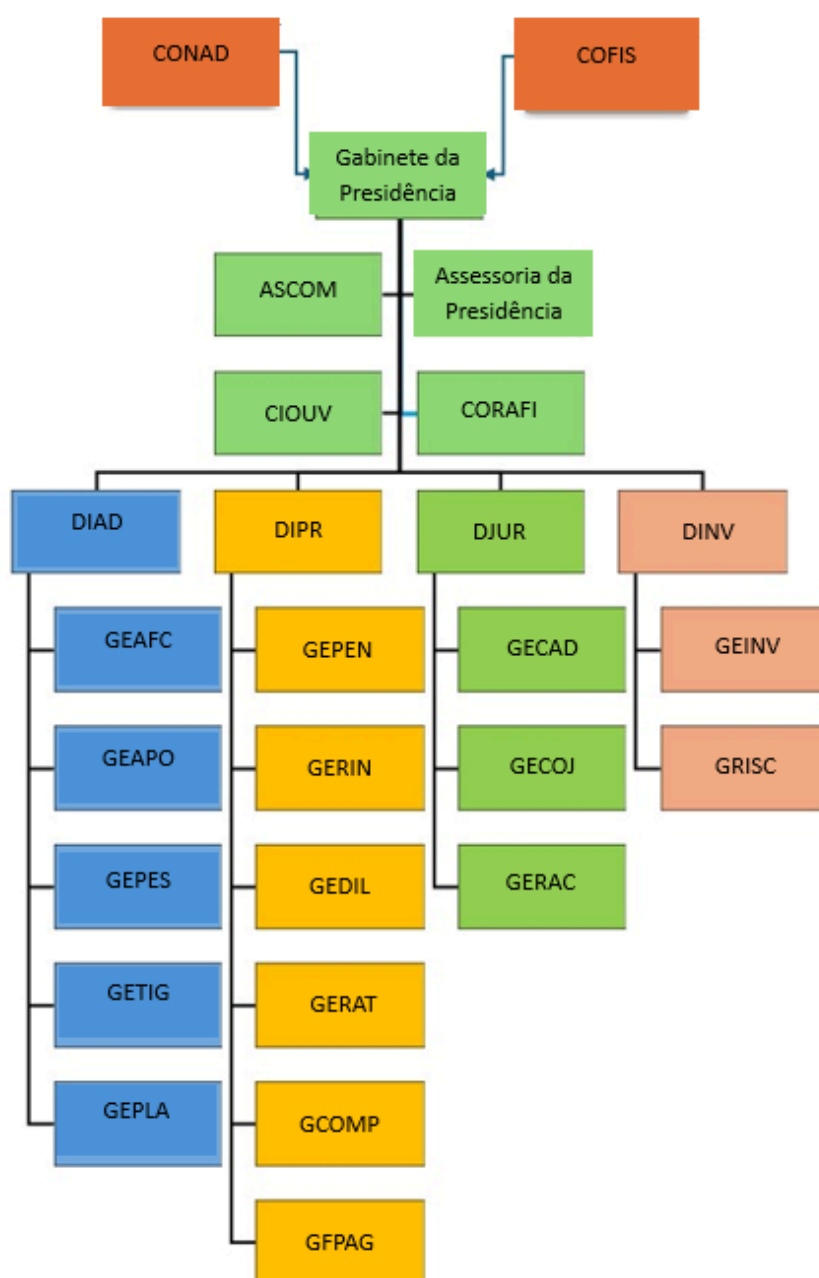 CONAD
COFIS
Gabinete da
Presidência
ASCOM
Assessoria da
Presidência
CIOUV
CORAFI
DIAD
DIPR
DJUR
DINV
GEAFC
GEPEN
GECAD
GEINV
GEAPO
GERIN
GECOJ
GRISC
GEPES
GEDIL
GERAC
GETIG
GERAT
GEPLA
GCOMP
GFPAG